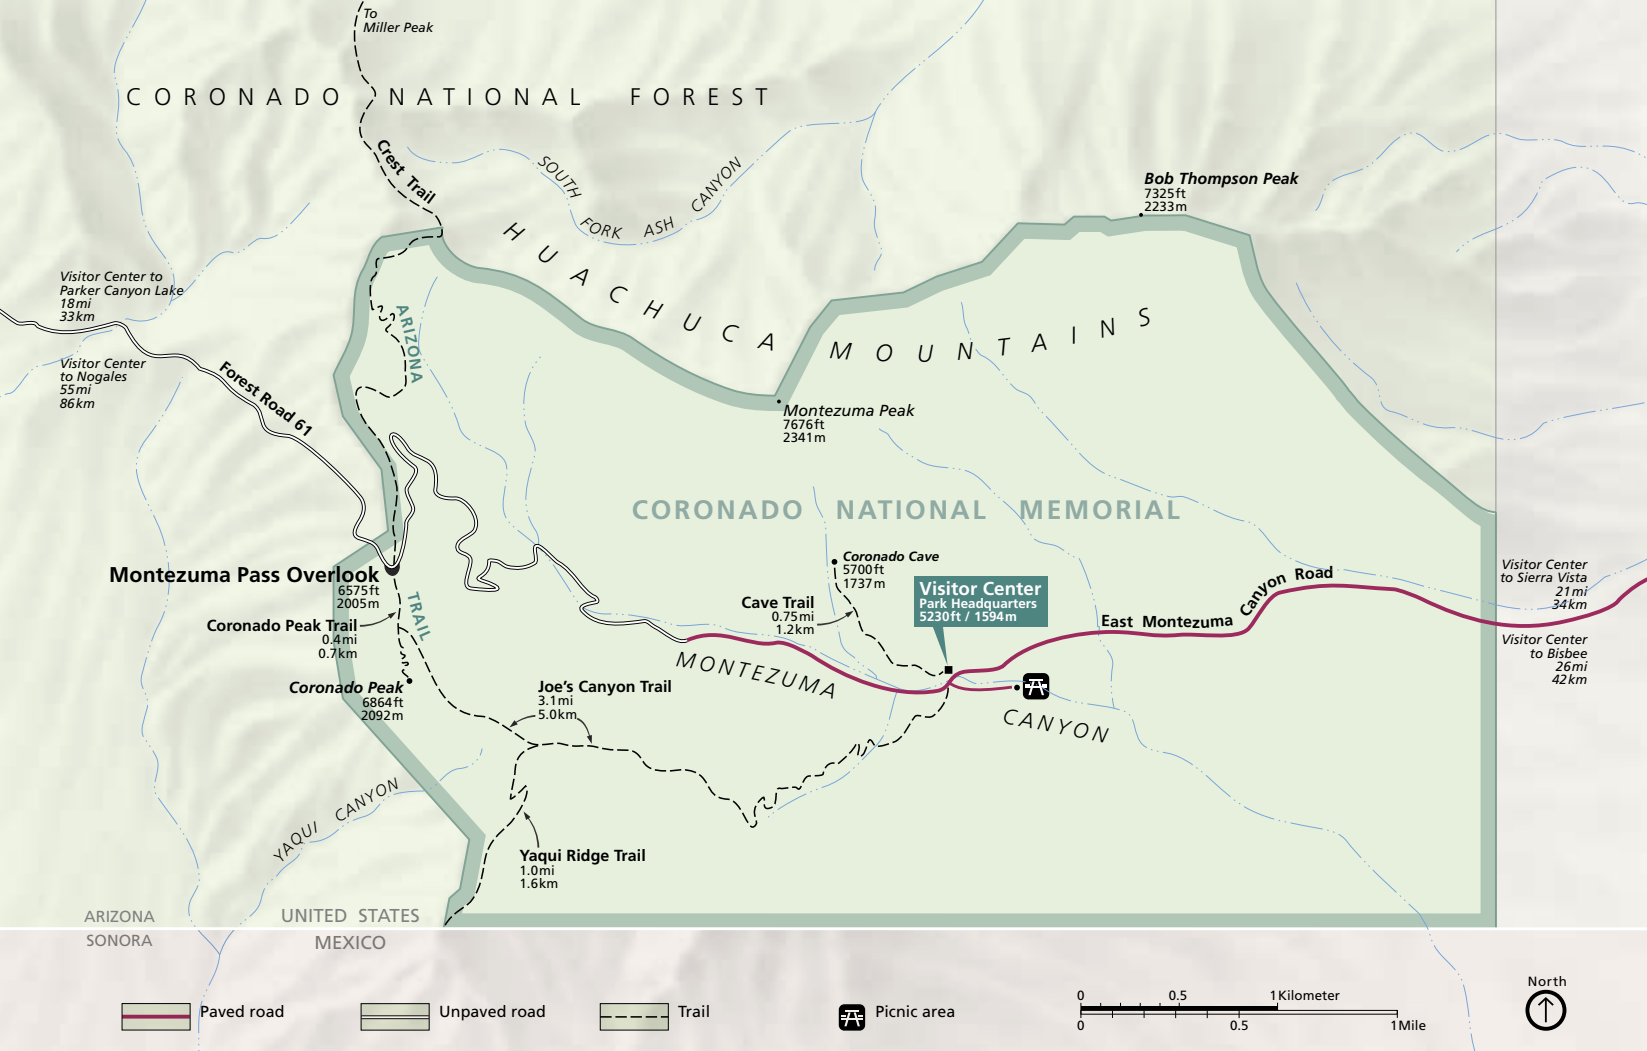 To
Miller Peak
CORONADO NATIONAL FOREST
Crest Trail
SOUTH FORK ASH CANYON
Bob Thompson Peak
7325ft
2233m
HUACHUCA MOUNTAINS
Visitor Center to
Parker Canyon Lake
18mi
33km
Visitor Center
to Nogales
55mi
86km
Forest Road 61
ARIZONA TRAIL
Montezuma Peak
7676ft
2341m
CORONADO NATIONAL MEMORIAL
Montezuma Pass Overlook
6575ft
2005m
Coronado Peak Trail
0.4mi
0.7km
Coronado Peak
6864ft
2092m
Coronado Cave
5700ft
1737m
Cave Trail
0.75mi
1.2km
Visitor Center
Park Headquarters
5230ft / 1594m
East Montezuma Canyon Road
Visitor Center
to Sierra Vista
21mi
34km
Visitor Center
to Bisbee
26mi
42km
MONTEZUMA CANYON
Joe's Canyon Trail
3.1mi
5.0km
YAQUI CANYON
Yaqui Ridge Trail
1.0mi
1.6km
ARIZONA
SONORA
UNITED STATES
MEXICO
Paved road
Unpaved road
Trail
Picnic area
0 0.5 1 Kilometer
0 0.5 1 Mile
North